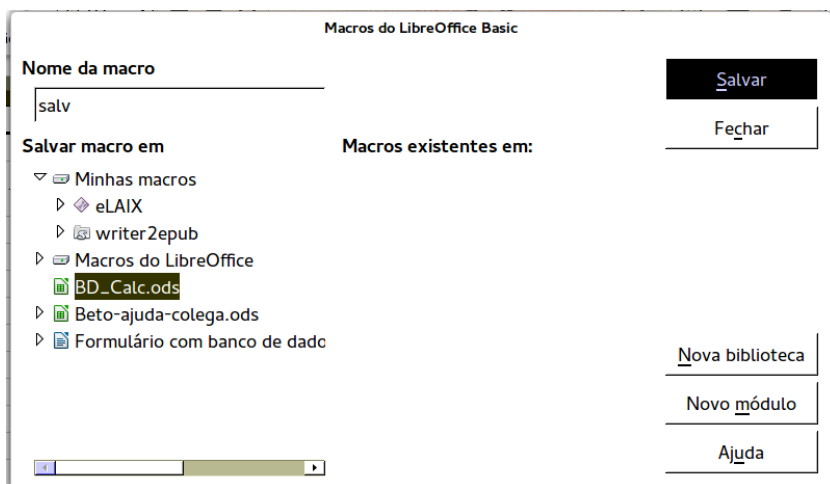 Macros do LibreOffice Basic
Nome da macro
salv
Salvar
Fechar
Salvar macro em
Macros existentes em:
Minhas macros
eLAIX
writer2epub
Macros do LibreOffice
BD_Calc.ods
Beto-ajuda-colega.ods
Formulário com banco de dado
Nova biblioteca
Novo módulo
Ajuda